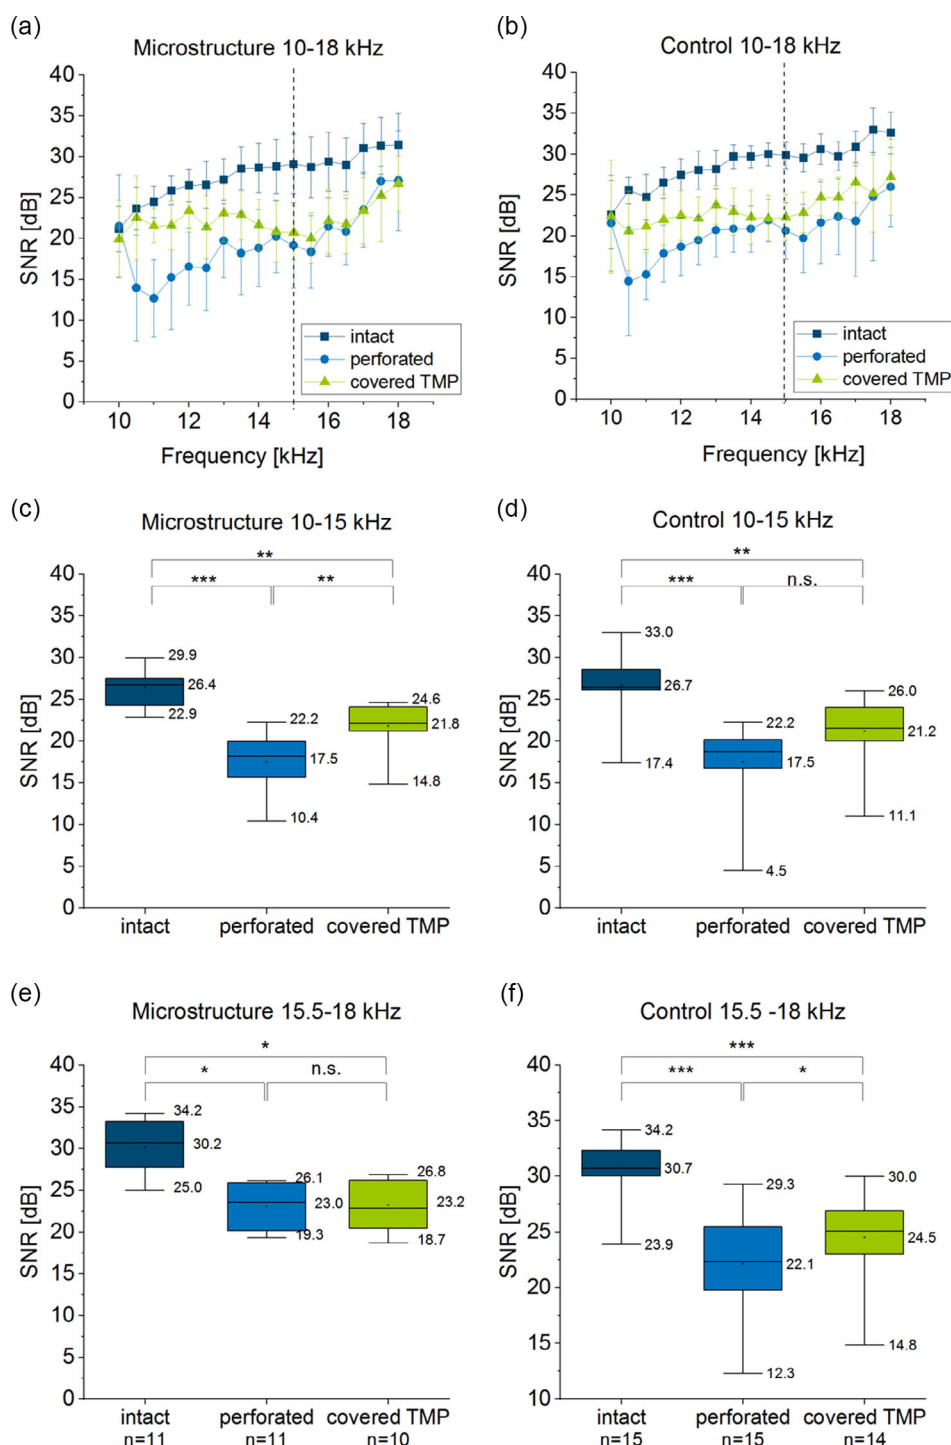 (a)
Microstructure 10-18 kHz
40
35
30
25
20
15
10
5
0
SNR [dB]
intact
perforated
covered TMP
10 12 14 16 18
Frequency [kHz]
(b)
Control 10-18 kHz
40
35
30
25
20
15
10
5
0
SNR [dB]
intact
perforated
covered TMP
10 12 14 16 18
Frequency [kHz]
(c)
Microstructure 10-15 kHz
**
*** **
40
35
30
25
20
15
10
5
0
SNR [dB]
29.9
26.4
22.9
22.2
17.5
10.4
24.6
21.8
14.8
intact perforated covered TMP
(d)
Control 10-15 kHz
**
*** n.s.
40
35
30
25
20
15
10
5
0
SNR [dB]
33.0
26.7
17.4
22.2
17.5
4.5
26.0
21.2
11.1
intact perforated covered TMP
(e)
Microstructure 15.5-18 kHz
*
* n.s.
40
35
30
25
20
15
10
5
0
SNR [dB]
34.2
30.2
25.0
26.1
23.0
19.3
26.8
23.2
18.7
intact perforated covered TMP
n=11 n=11 n=10
(f)
Control 15.5 -18 kHz
***
*** *
40
35
30
25
20
15
10
SNR [dB]
34.2
30.7
23.9
29.3
22.1
12.3
30.0
24.5
14.8
intact perforated covered TMP
n=15 n=15 n=14